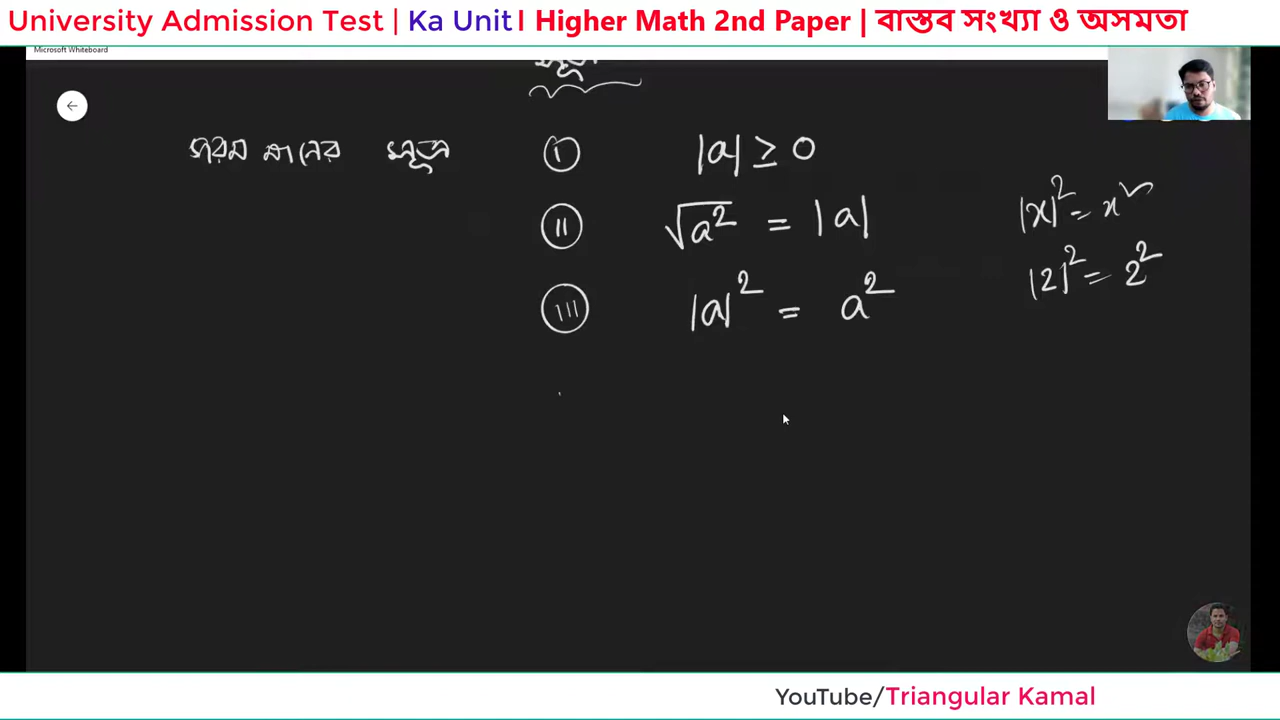 University Admission Test | Ka Unit। Higher Math 2nd Paper | বাস্তব সংখ্যা ও অসমতা
Microsoft Whiteboard
সূত্র
পরম মানের সূত্র (i) |a| ≥ 0
(ii) √a² = |a|
(iii) |a|² = a²
|x|² = x²
|2|² = 2²
YouTube/Triangular Kamal